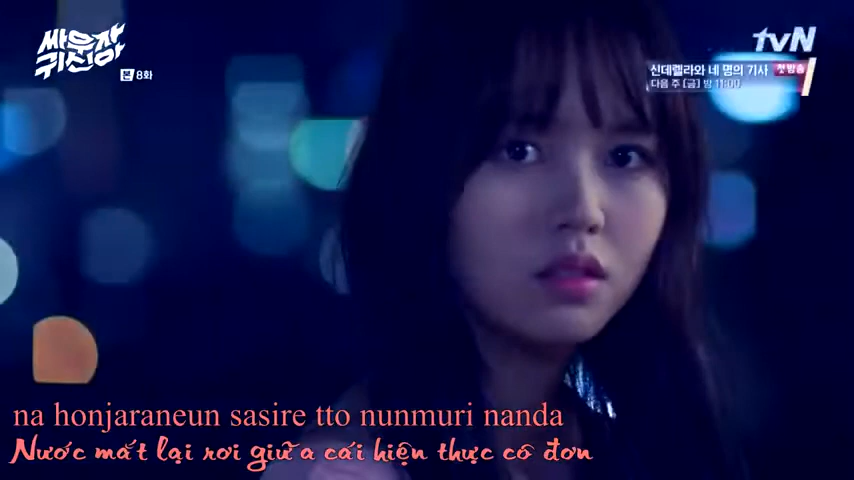 싸우자
귀신아
본 8화
tvN
신데렐라와 네 명의 기사 첫방송
다음 주 [금] 밤 11:00
na honjaraneun sasire tto nunmuri nanda
Nước mắt lại rơi giữa cái hiện thực cô đơn